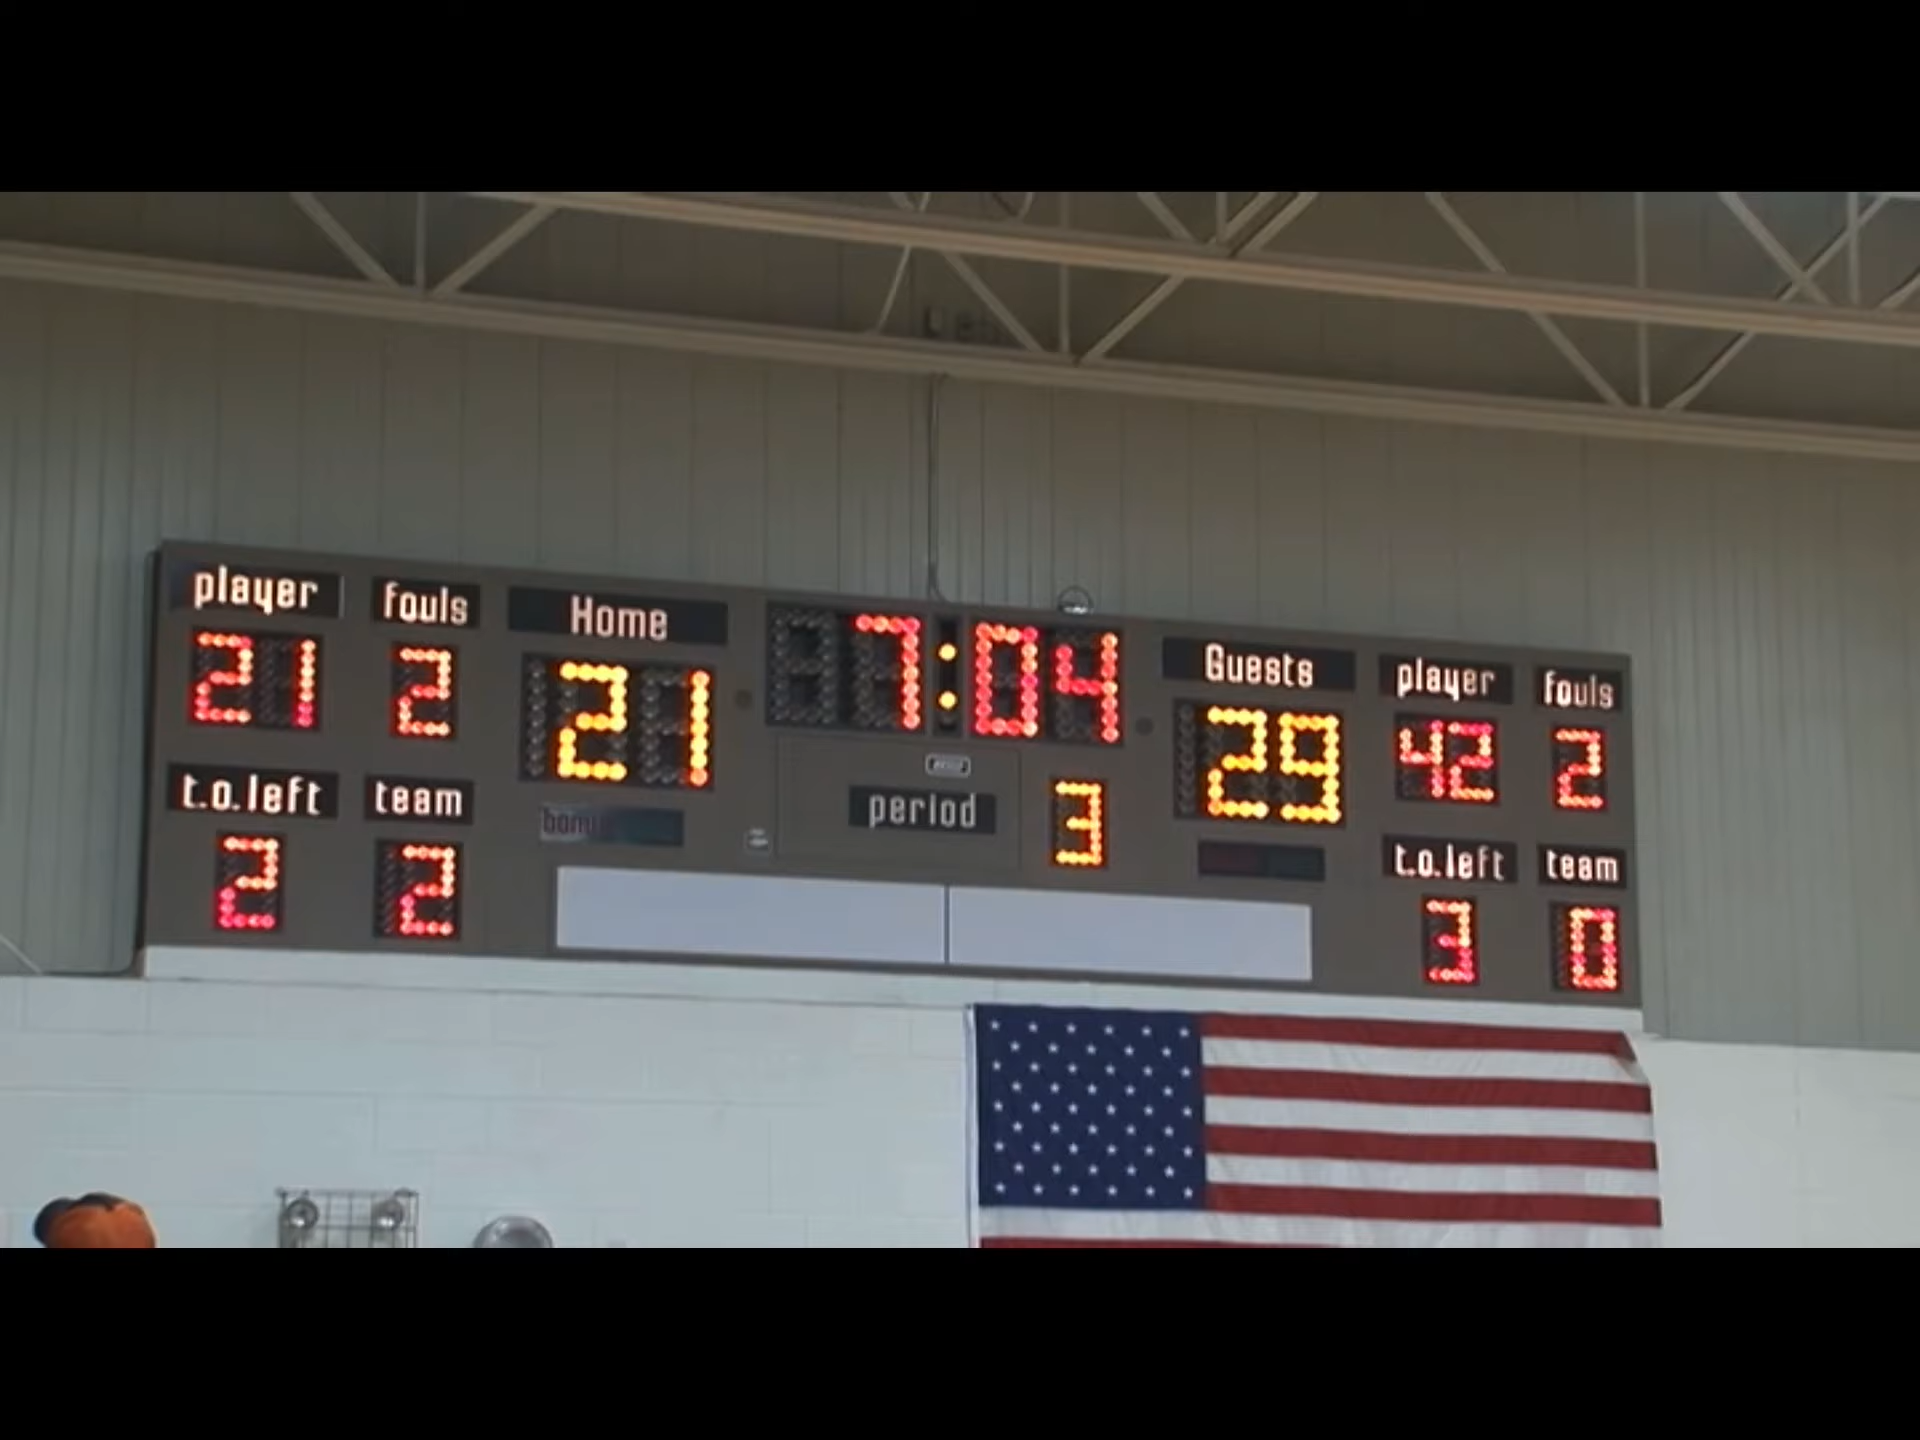 player fouls Home 7:04 Guests player fouls
21 2 21 29 42 2
t.o.left team bonus period 3 t.o.left team
2 2 3 0